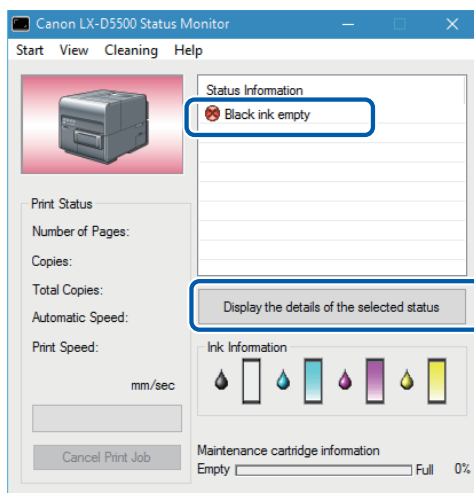 Canon LX-D5500 Status Monitor
Start View Cleaning Help
Status Information
Black ink empty
Print Status
Number of Pages:
Copies:
Total Copies:
Automatic Speed:
Print Speed:
mm/sec
Cancel Print Job
Display the details of the selected status
Ink Information
Maintenance cartridge information
Empty Full 0%